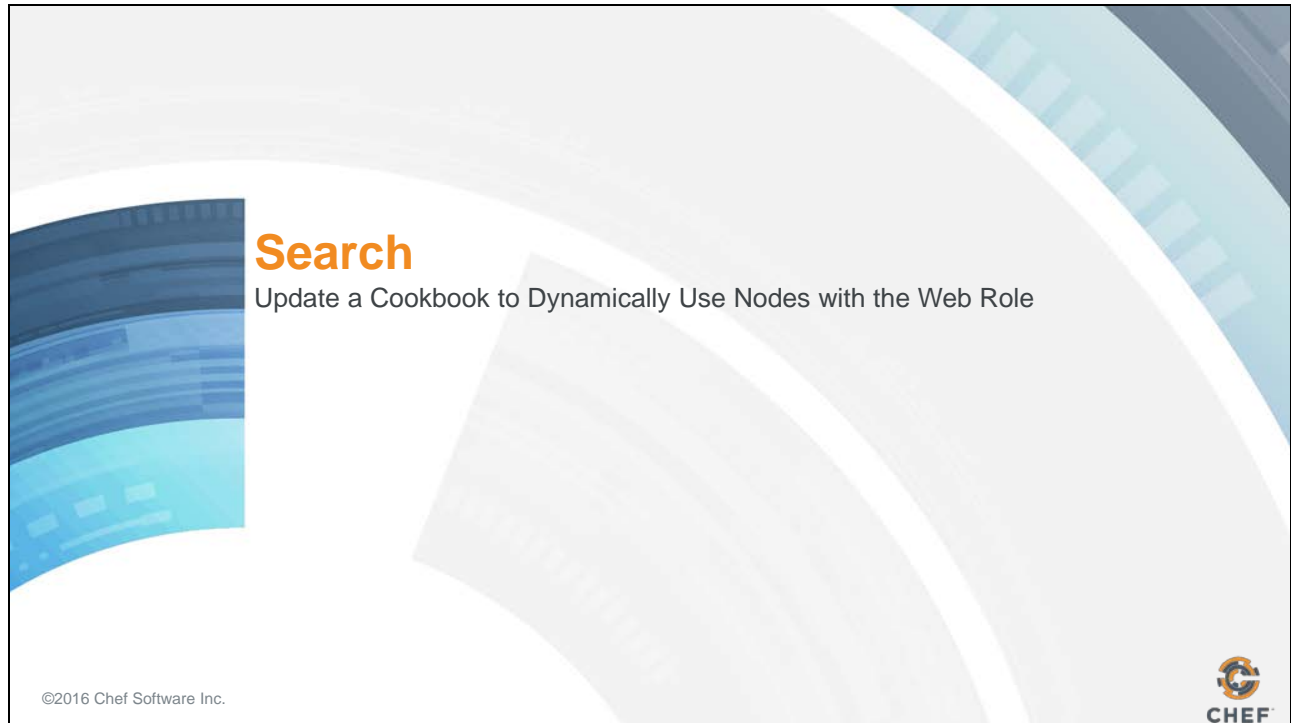 Search
Update a Cookbook to Dynamically Use Nodes with the Web Role
©2016 Chef Software Inc.
CHEF